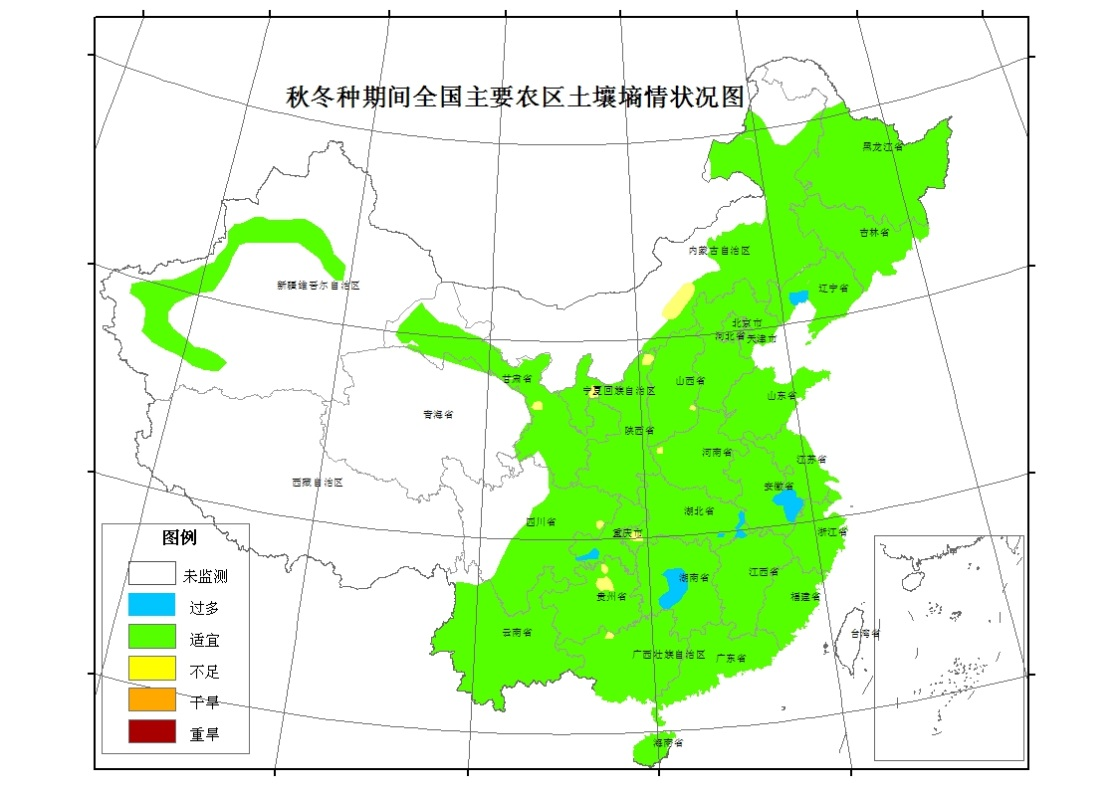 秋冬种期间全国主要农区土壤墒情状况图
黑龙江省
吉林省
内蒙古自治区
辽宁省
新疆维吾尔自治区
北京市
河北省
天津市
甘肃省
宁夏回族自治区
山西省
山东省
青海省
陕西省
河南省
江苏省
西藏自治区
安徽省
四川省
湖北省
重庆市
浙江省
湖南省
江西省
贵州省
福建省
云南省
台湾省
广西壮族自治区
广东省
海南省
图例
未监测
过多
适宜
不足
干旱
重旱